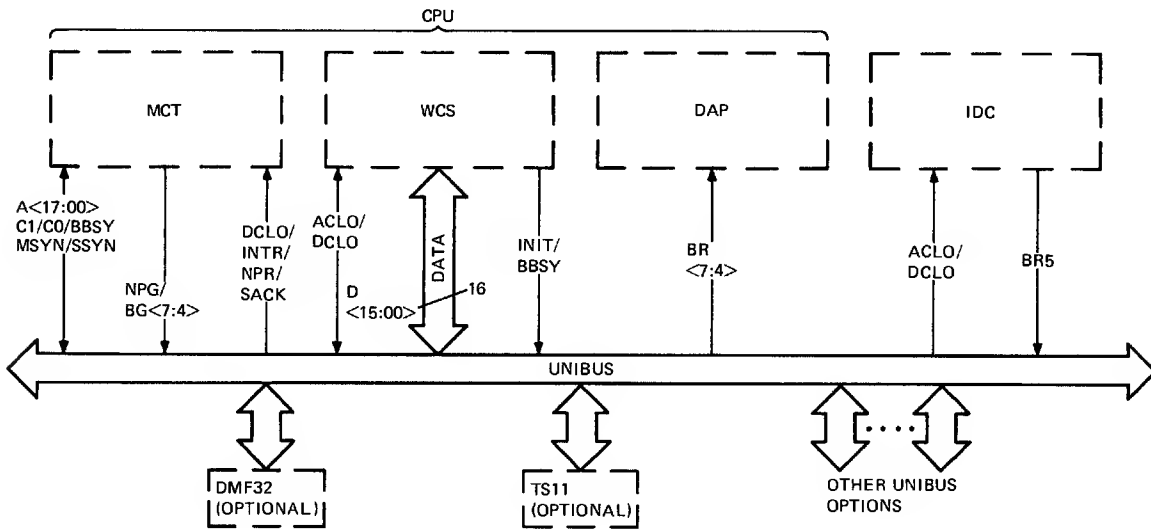 CPU
MCT
WCS
DAP
IDC
A<17:00>
C1/C0/BBSY
MSYN/SSYN
NPG/
BG<7:4>
DCLO/
INTR/
NPR/
SACK
ACLO/
DCLO
D
<15:00>
DATA
16
INIT/
BBSY
BR
<7:4>
ACLO/
DCLO
BR5
UNIBUS
DMF32
(OPTIONAL)
TS11
(OPTIONAL)
OTHER UNIBUS
OPTIONS